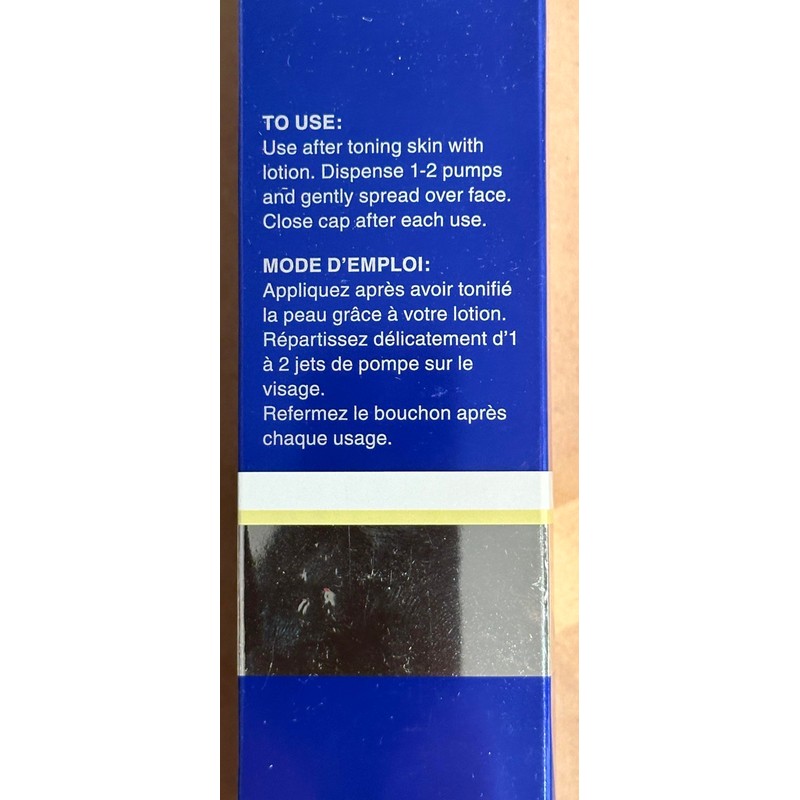 TO USE:
Use after toning skin with
lotion. Dispense 1-2 pumps
and gently spread over face.
Close cap after each use.
MODE D'EMPLOI:
Appliquez après avoir tonifié
la peau grâce à votre lotion.
Répartissez délicatement d'1
à 2 jets de pompe sur le
visage.
Refermez le bouchon après
chaque usage.